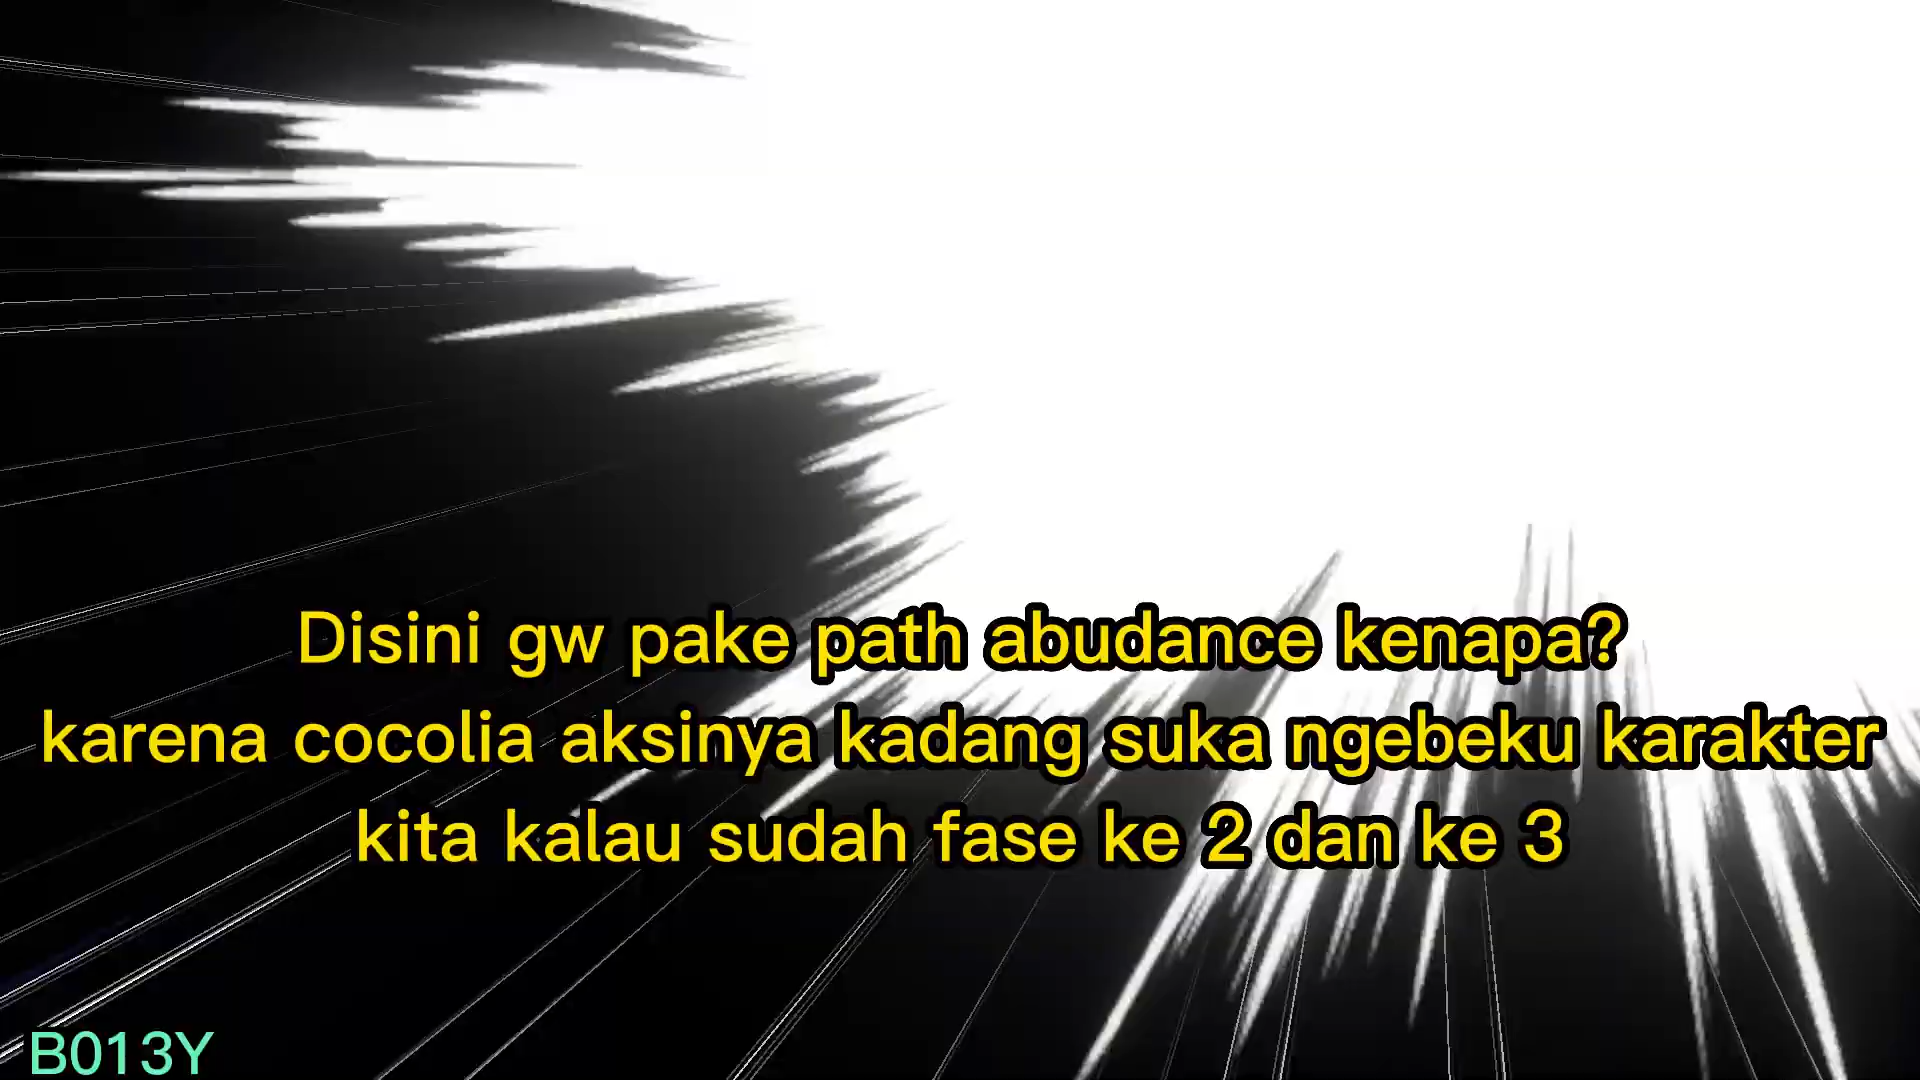 Disini gw pake path abudance kenapa?
karena cocolia aksinya kadang suka ngebeku karakter
kita kalau sudah fase ke 2 dan ke 3
B013Y